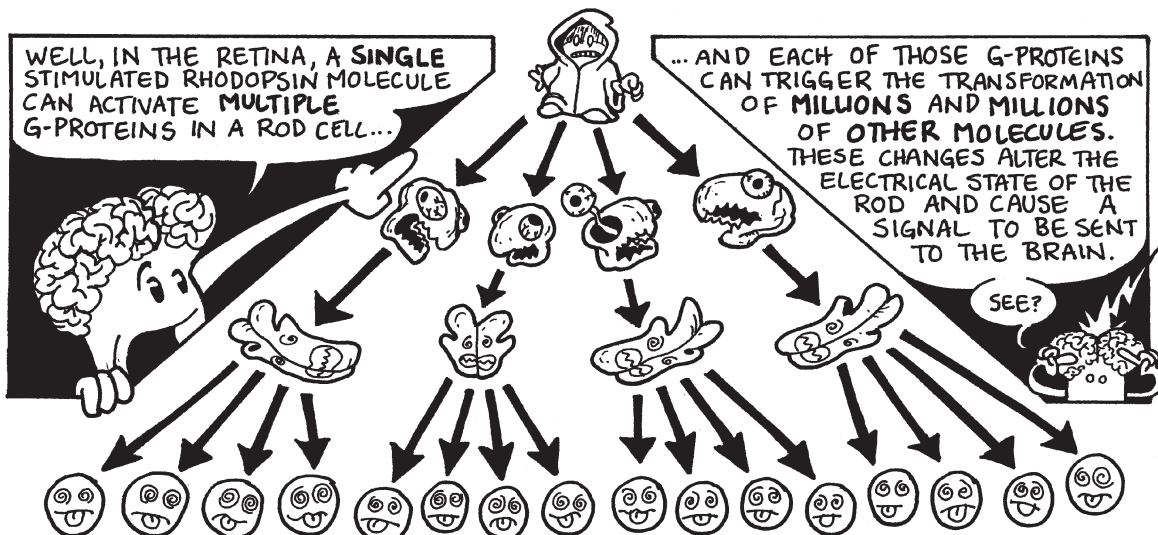 WELL, IN THE RETINA, A SINGLE
STIMULATED RHODOPSIN MOLECULE
CAN ACTIVATE MULTIPLE
G-PROTEINS IN A ROD CELL...
... AND EACH OF THOSE G-PROTEINS
CAN TRIGGER THE TRANSFORMATION
OF MILLIONS AND MILLIONS
OF OTHER MOLECULES.
THESE CHANGES ALTER THE
ELECTRICAL STATE OF THE
ROD AND CAUSE A
SIGNAL TO BE SENT
TO THE BRAIN.
SEE?